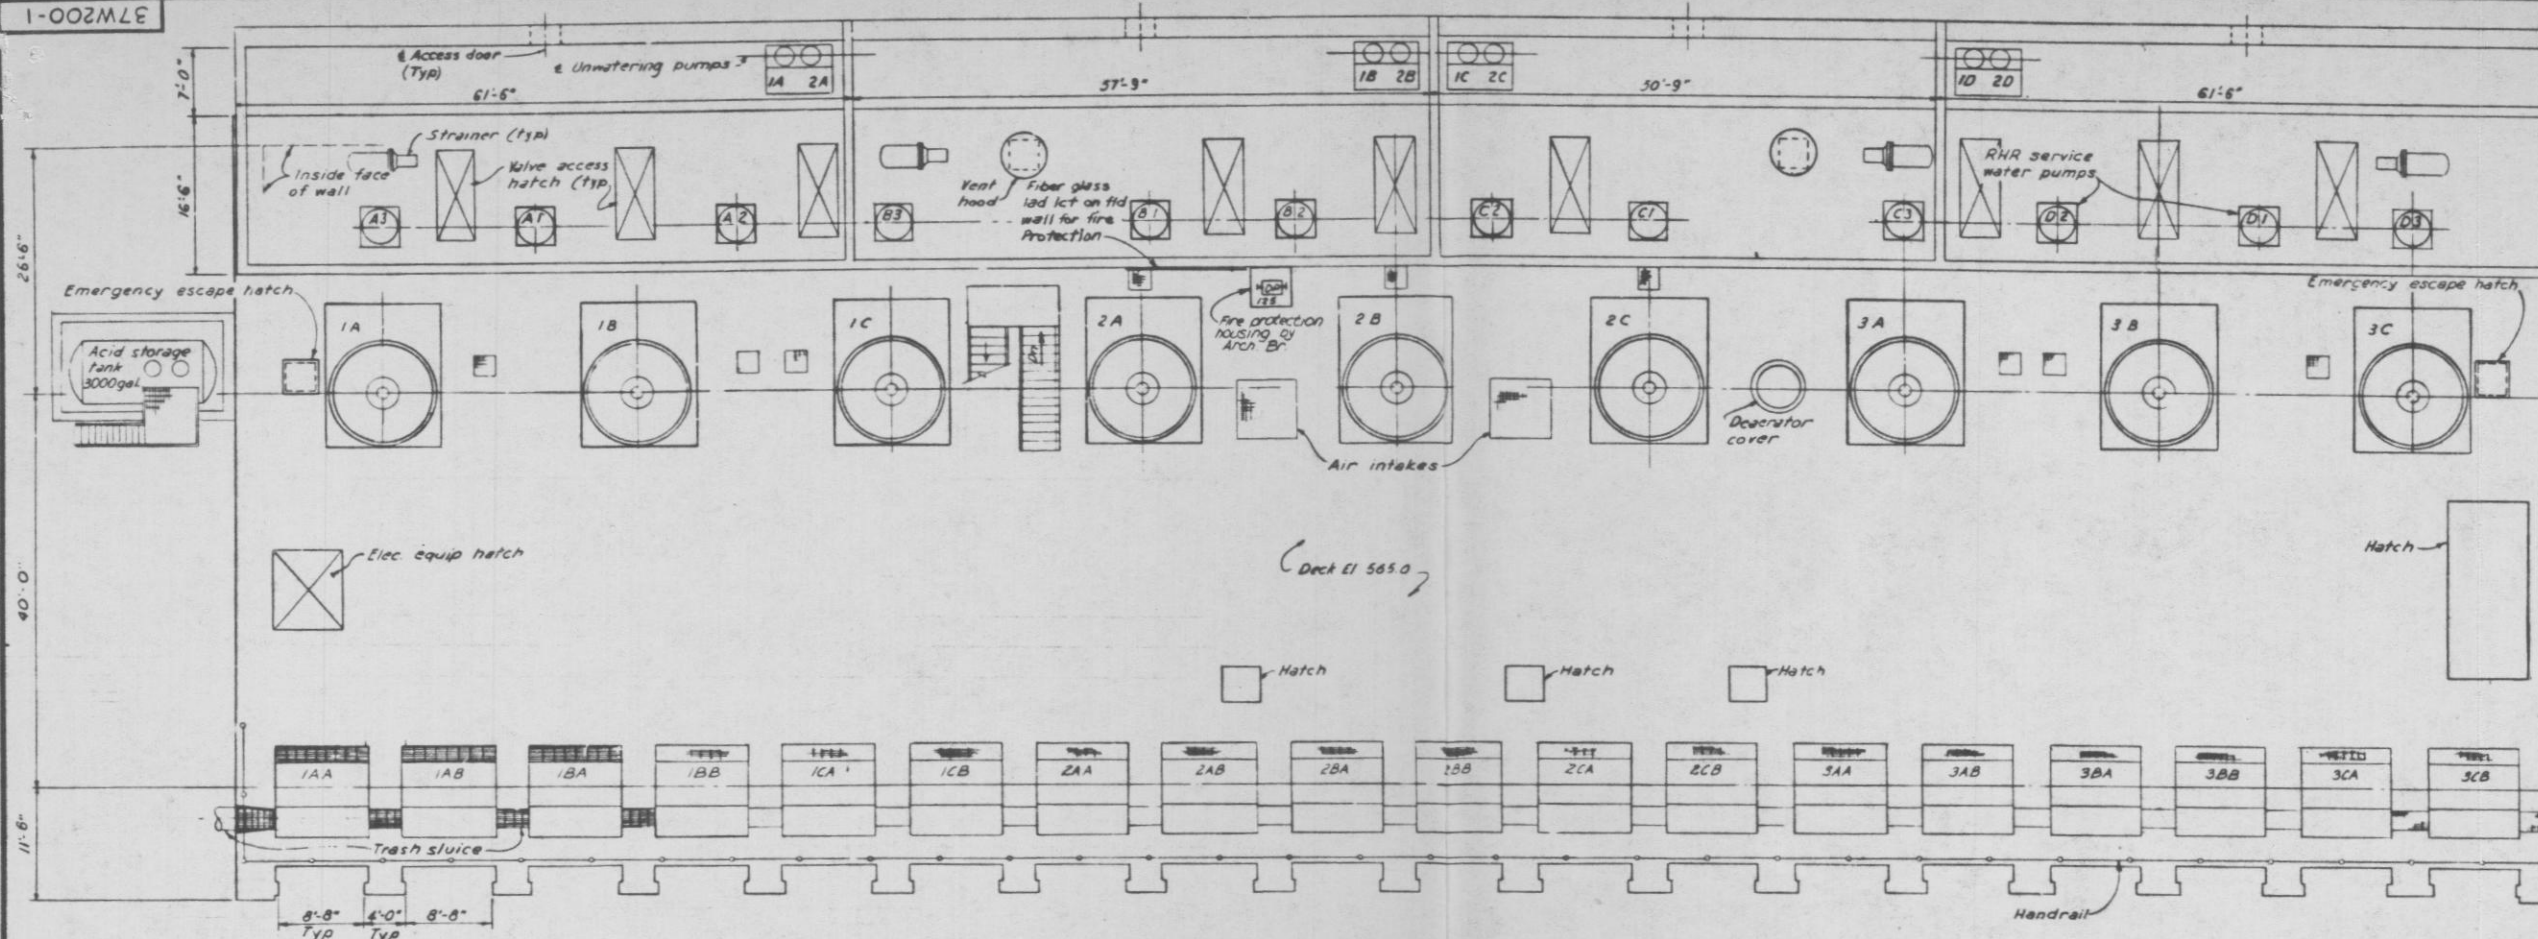 37W200-1
℄ Access door
(Typ)
℄ Unwatering pumps
1A 2A
1B 2B
1C 2C
1D 2D
7'-0"
61'-6"
57'-9"
50'-9"
61'-6"
Strainer (typ)
Inside face
of wall
Valve access
hatch (typ
Vent
hood
Fiber glass
wall for fire
Protection
RHR service
water pumps
16'-6"
26'-6"
A3 A1 A2 B3 B1 B2 C2 C1 C3 D2 D1 D3
Emergency escape hatch
Emergency escape hatch
Acid storage
tank
3000gal.
1A 1B 1C 2A 2B 2C 3A 3B 3C
Dn
Fire protection
housing by
Arch. Br.
Air intakes
Deaerator
cover
Elec. equip hatch
Deck El 565.0
Hatch
40'-0"
Hatch
Hatch
Hatch
1AA 1AB 1BA 1BB 1CA 1CB 2AA 2AB 2BA 2BB 2CA 2CB 3AA 3AB 3BA 3BB 3CA 3CB
Trash sluice
11'-6"
8'-8"
Typ
4'-0"
Typ
8'-8"
Handrail